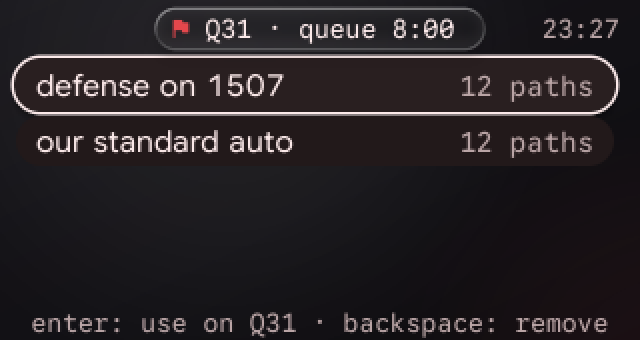 Q31 · queue 8:00
23:27
defense on 1507 12 paths
our standard auto 12 paths
enter: use on Q31 · backspace: remove